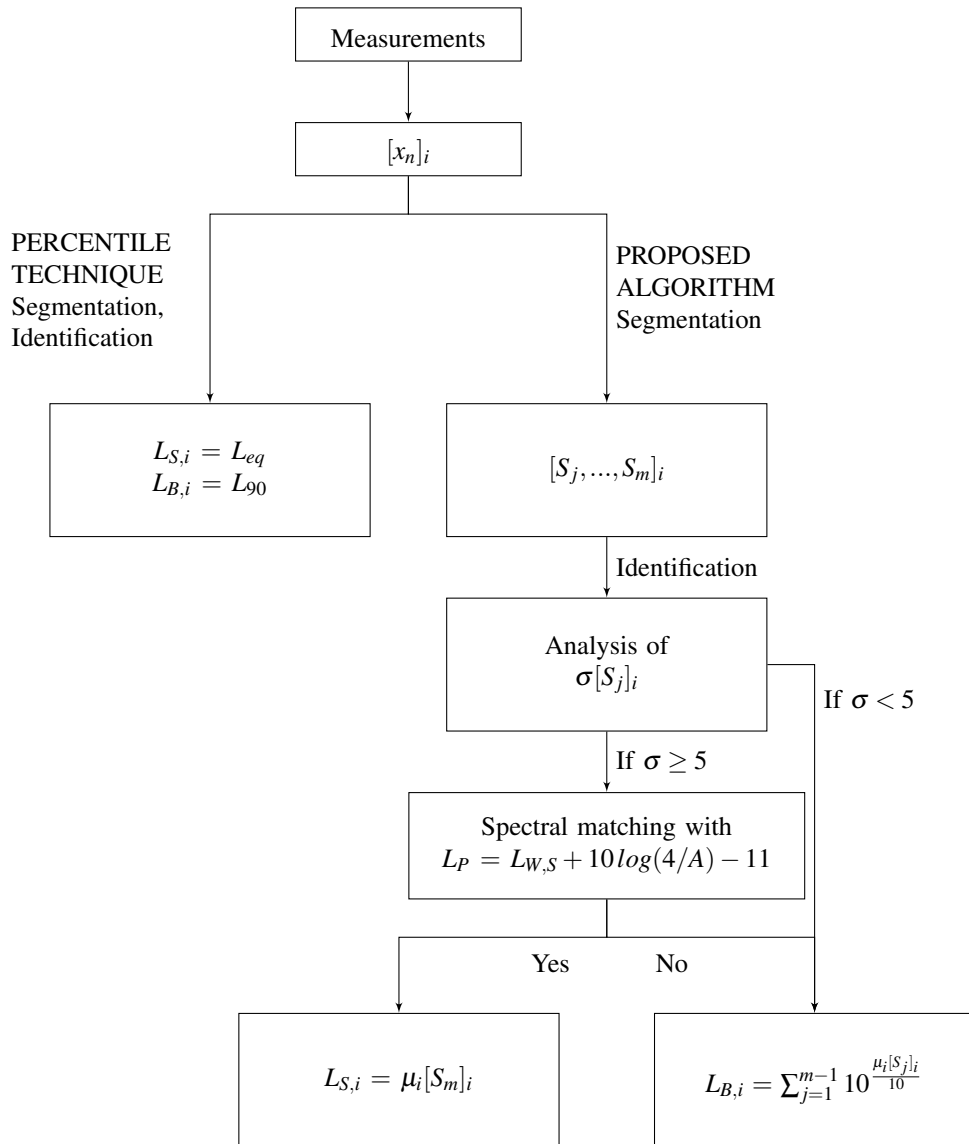 Measurements
[x_n]_i
PERCENTILE
TECHNIQUE
Segmentation,
Identification
PROPOSED
ALGORITHM
Segmentation
L_{S,i} = L_{eq}
L_{B,i} = L_{90}
[S_j,...,S_m]_i
Identification
Analysis of
σ[S_j]_i
If σ < 5
If σ ≥ 5
Spectral matching with
L_P = L_{W,S} + 10log(4/A) − 11
Yes
No
L_{S,i} = μ_i[S_m]_i
L_{B,i} = ∑_{j=1}^{m−1} 10^{\frac{μ_i[S_j]_i}{10}}